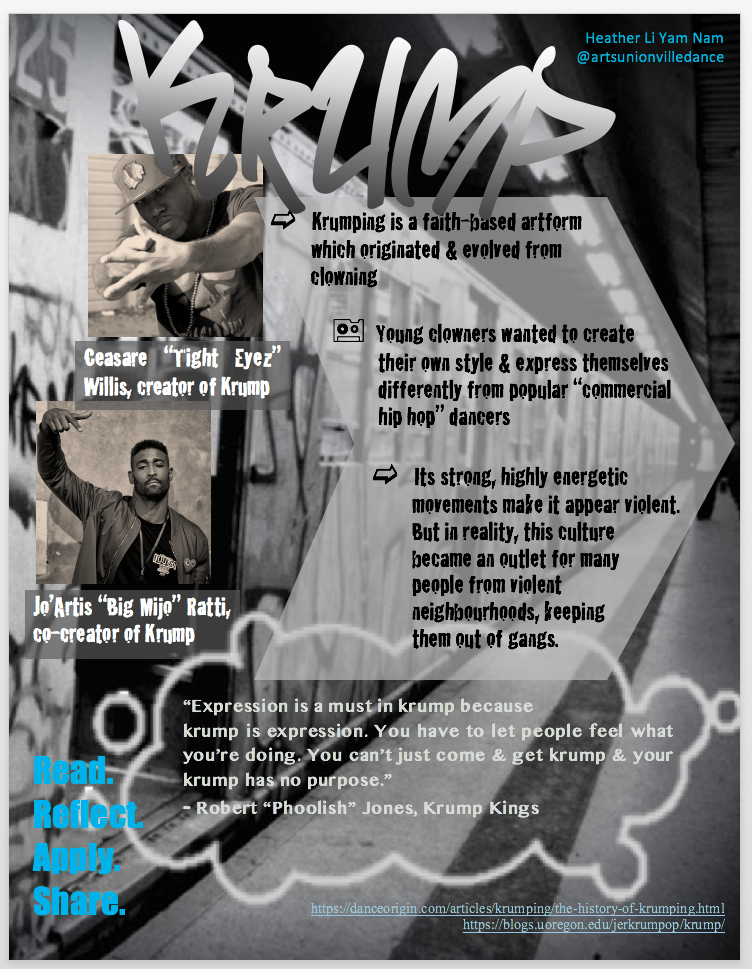 Heather Li Yam Nam
@artsunionvilledance
KRUMP
Krumping is a faith-based artform
which originated & evolved from
clowning
Ceasare "Tight Eyez"
Willis, creator of Krump
Young clowners wanted to create
their own style & express themselves
differently from popular "commercial
hip hop" dancers
Its strong, highly energetic
movements make it appear violent.
But in reality, this culture
became an outlet for many
people from violent
neighbourhoods, keeping
them out of gangs.
Jo'Artis "Big Mijo" Ratti,
co-creator of Krump
"Expression is a must in krump because
krump is expression. You have to let people feel what
you're doing. You can't just come & get krump & your
krump has no purpose."
- Robert "Phoolish" Jones, Krump Kings
Read.
Reflect.
Apply.
Share.
https://danceorigin.com/articles/krumping/the-history-of-krumping.html
https://blogs.uoregon.edu/jerkrumpop/krump/